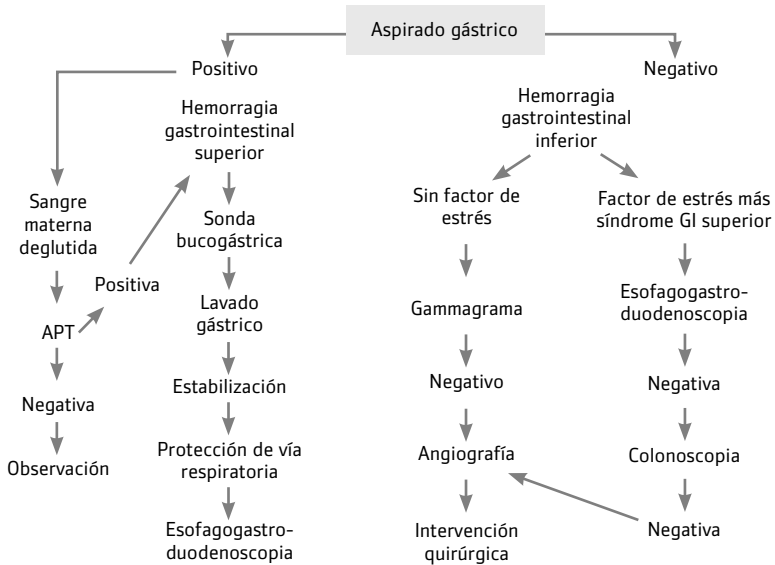 Aspirado gástrico
Positivo
Negativo
Hemorragia
gastrointestinal
superior
Hemorragia
gastrointestinal
inferior
Sangre
materna
deglutida
Sonda
bucogástrica
Sin factor de
estrés
Factor de estrés más
síndrome GI superior
Positiva
APT
Lavado
gástrico
Gammagrama
Esofagogastro-
duodenoscopia
Negativa
Estabilización
Negativo
Negativa
Observación
Protección de vía
respiratoria
Angiografía
Colonoscopia
Esofagogastro-
duodenoscopia
Intervención
quirúrgica
Negativa